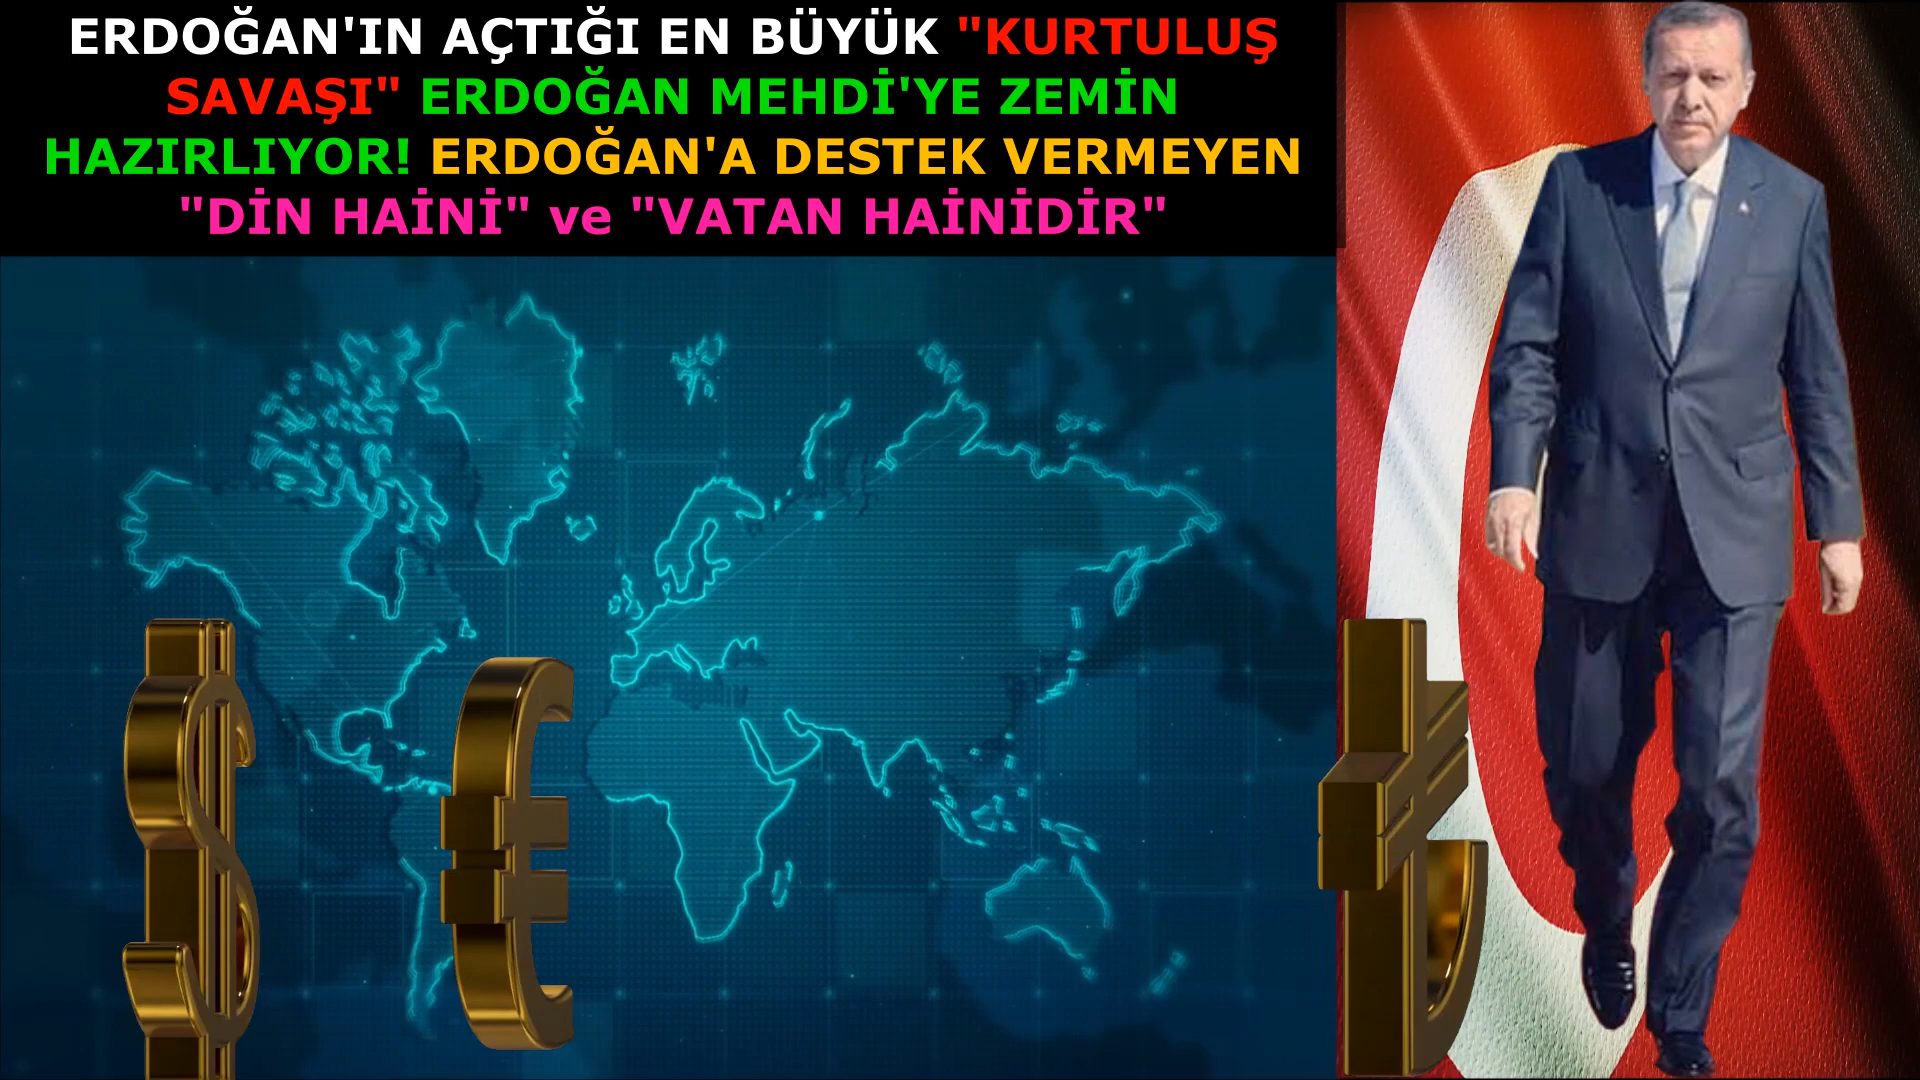 ERDOĞAN'IN AÇTIĞI EN BÜYÜK "KURTULUŞ
SAVAŞI" ERDOĞAN MEHDİ'YE ZEMİN
HAZIRLIYOR! ERDOĞAN'A DESTEK VERMEYEN
"DİN HAİNİ" ve "VATAN HAİNİDİR"
$ € ₺